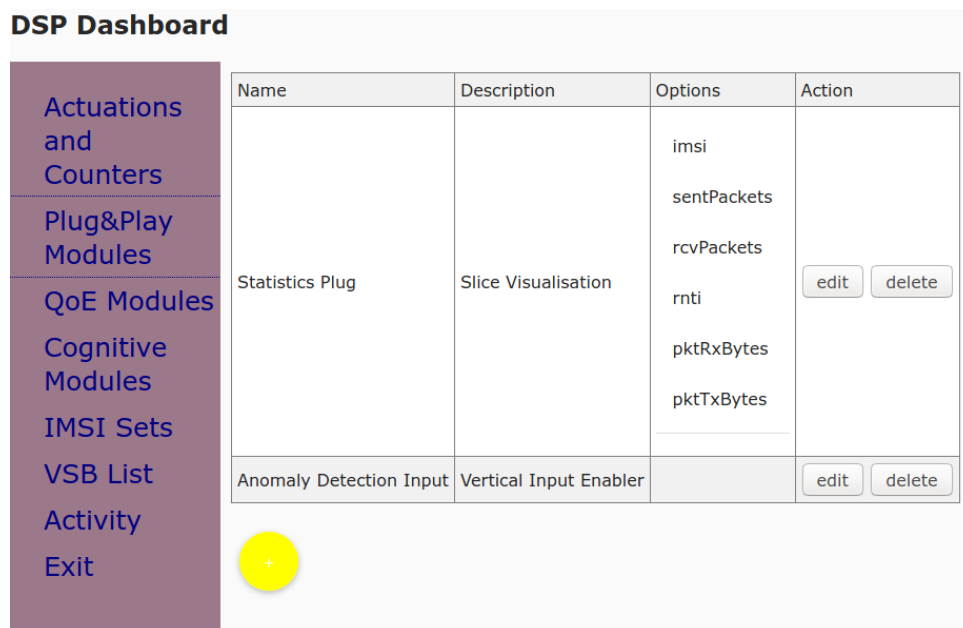 DSP Dashboard
Actuations
and
Counters
Plug&Play
Modules
QoE Modules
Cognitive
Modules
IMSI Sets
VSB List
Activity
Exit
Name Description Options Action
imsi
sentPackets
rcvPackets
Statistics Plug Slice Visualisation edit delete
rnti
pktRxBytes
pktTxBytes
Anomaly Detection Input Vertical Input Enabler edit delete
+